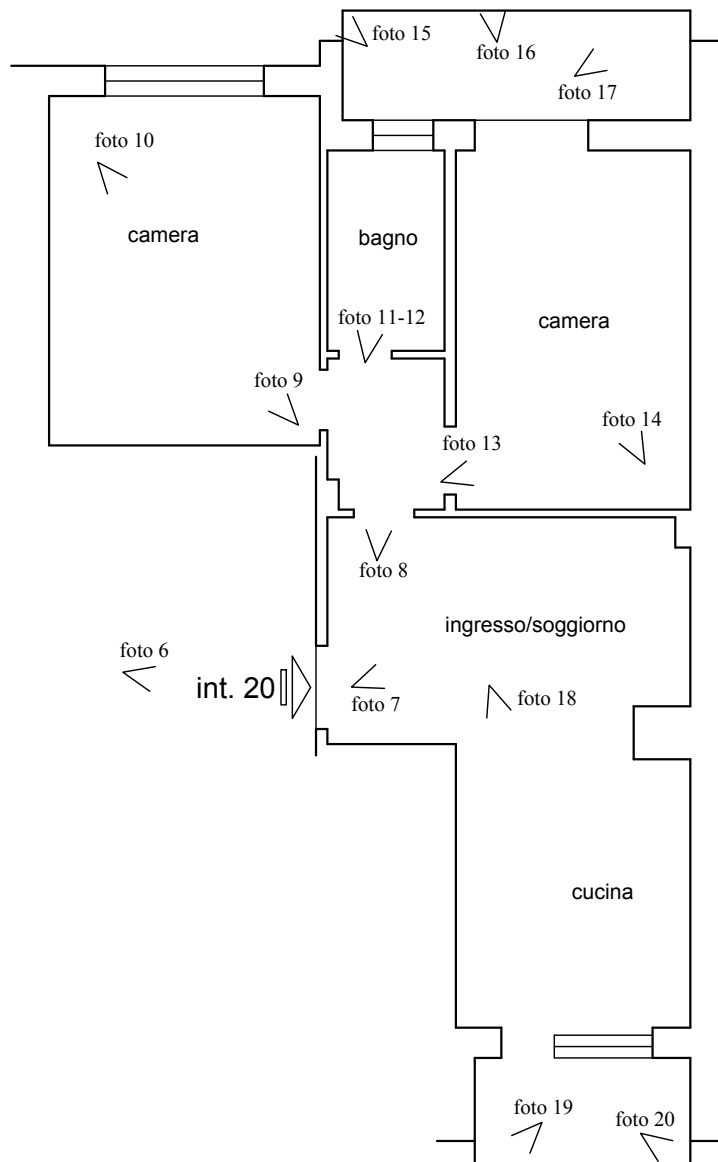 foto 15
foto 16
foto 17
foto 10
camera
bagno
foto 11-12
camera
foto 9
foto 14
foto 13
foto 8
ingresso/soggiorno
foto 6
int. 20
foto 7
foto 18
cucina
foto 19
foto 20